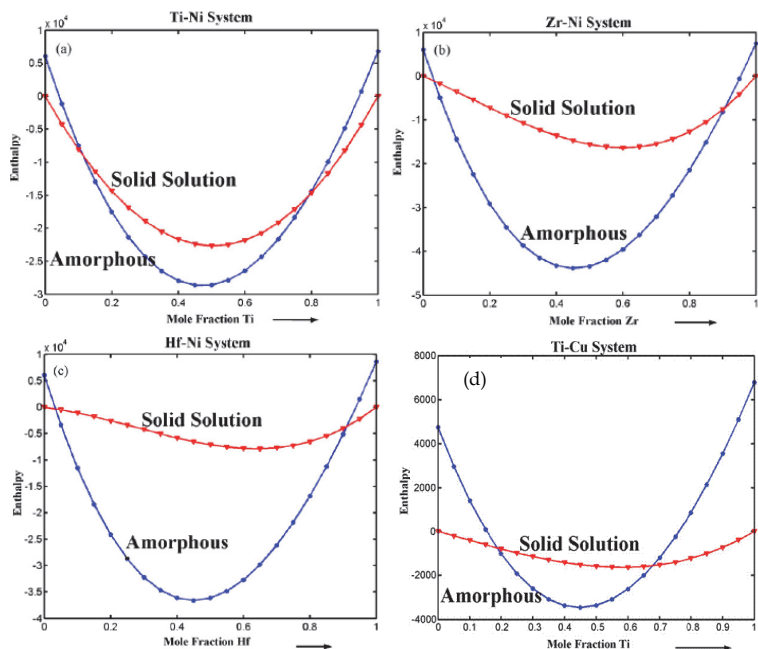 Ti-Ni System
x 10⁴
(a)
1
0.5
0
-0.5
-1
-1.5
-2
-2.5
-3
Enthalpy
Solid Solution
Amorphous
0 0.2 0.4 0.6 0.8 1
Mole Fraction Ti
Zr-Ni System
x 10⁴
(b)
1
0
-1
-2
-3
-4
-5
Enthalpy
Solid Solution
Amorphous
0 0.2 0.4 0.6 0.8 1
Mole Fraction Zr
Hf-Ni System
x 10⁴
(c)
1
0.5
0
-0.5
-1
-1.5
-2
-2.5
-3
-3.5
-4
Enthalpy
Solid Solution
Amorphous
0 0.2 0.4 0.6 0.8 1
Mole Fraction Hf
Ti-Cu System
(d)
8000
6000
4000
2000
0
-2000
-4000
Enthalpy
Solid Solution
Amorphous
0 0.1 0.2 0.3 0.4 0.5 0.6 0.7 0.8 0.9 1
Mole Fraction Ti